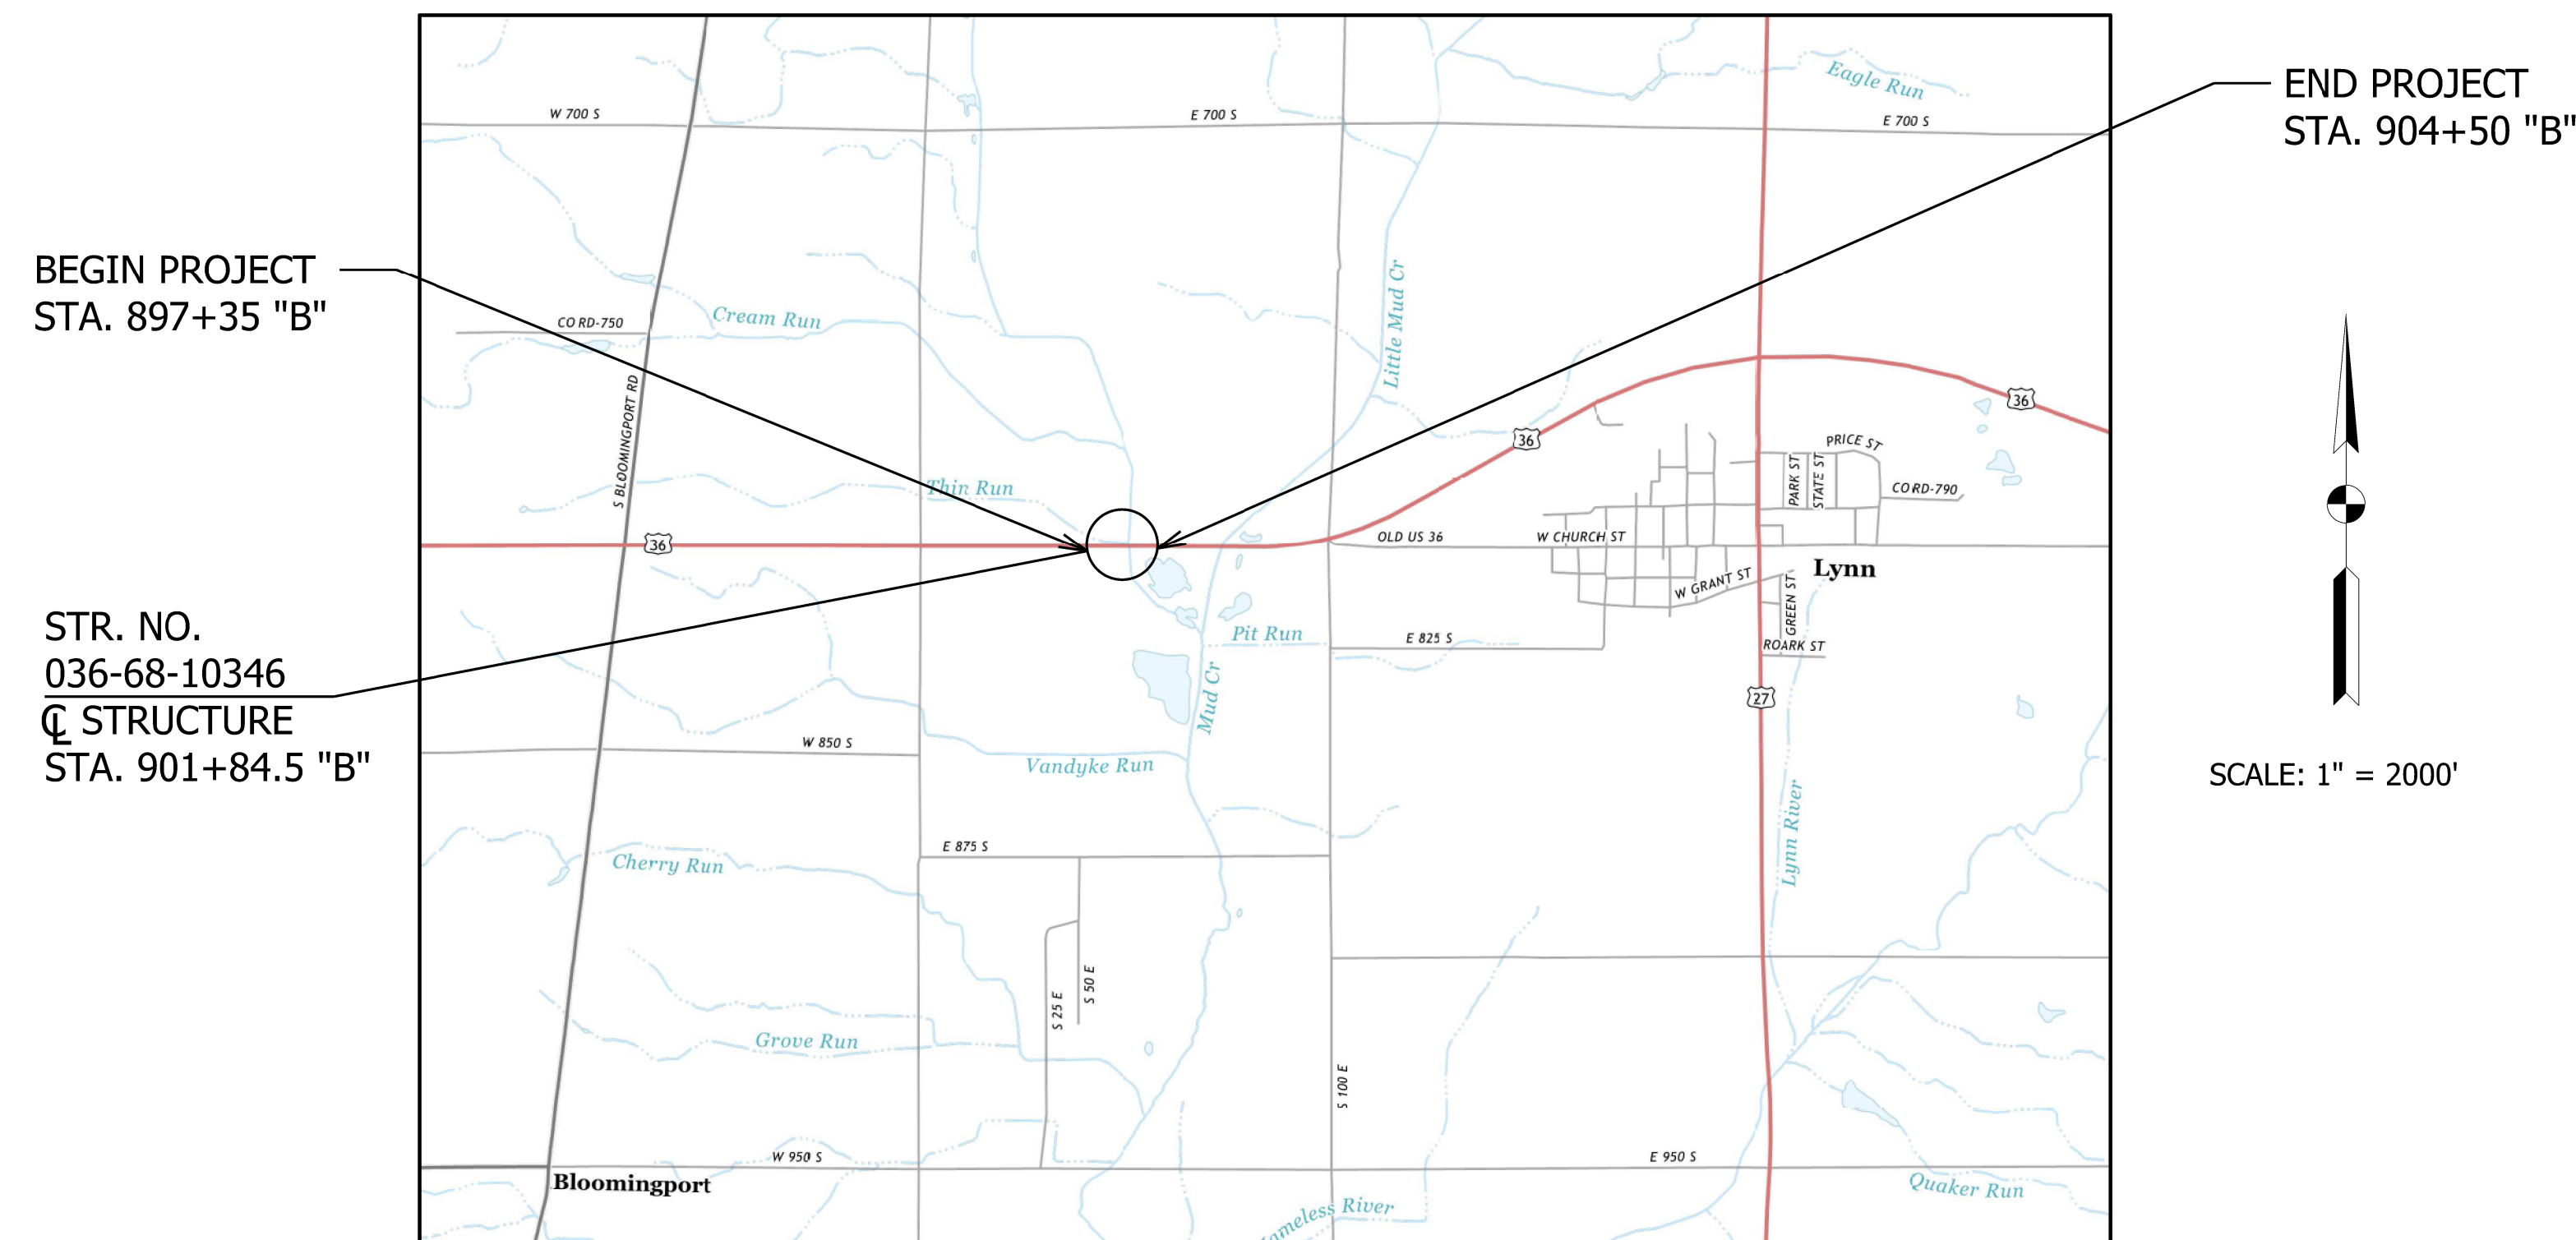 Eagle Run
END PROJECT
STA. 904+50 "B"
W 700 S
E 700 S
E 700 S
BEGIN PROJECT
STA. 897+35 "B"
CO RD-750
Cream Run
Little Mud Cr
S BLOOMINGPORT RD
36
36
PRICE ST
PARK ST
STATE ST
CO RD-790
Thin Run
36
OLD US 36
W CHURCH ST
Lynn
W GRANT ST
GREEN ST
STR. NO.
036-68-10346
℄ STRUCTURE
STA. 901+84.5 "B"
Pit Run
E 825 S
ROARK ST
Mud Cr
27
W 850 S
Vandyke Run
SCALE: 1" = 2000'
Lynn River
E 875 S
Cherry Run
S 50 E
S 25 E
Grove Run
S 100 E
W 950 S
E 950 S
Bloomingport
Quaker Run
ameless River